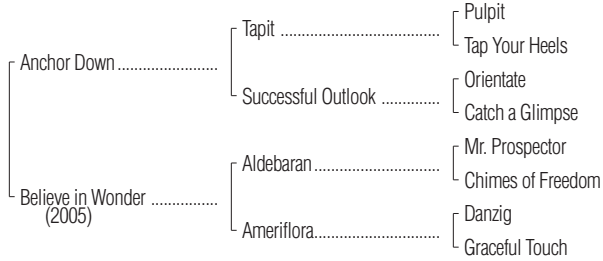 Pulpit
Tapit ................................................
Tap Your Heels
Anchor Down ..............................
Orientate
Successful Outlook ..................
Catch a Glimpse
Mr. Prospector
Aldebaran ......................................
Chimes of Freedom
Believe in Wonder ....................
(2005)
Danzig
Ameriflora.......................................
Graceful Touch